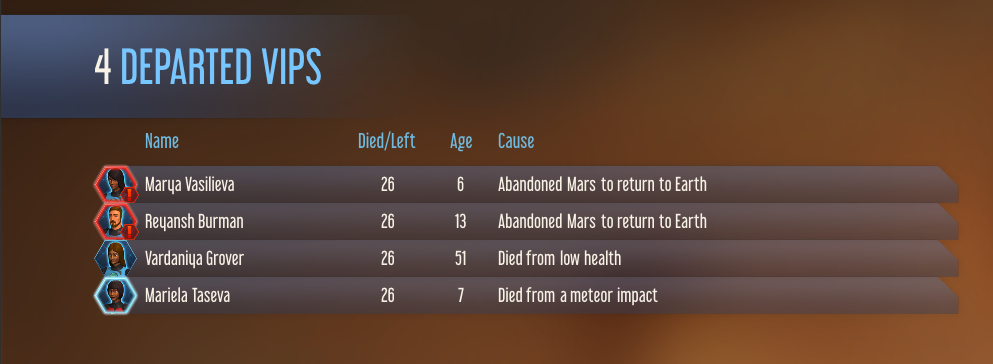 4 DEPARTED VIPS
Name Died/Left Age Cause
Marya Vasilieva 26 6 Abandoned Mars to return to Earth
Reyansh Burman 26 13 Abandoned Mars to return to Earth
Vardaniya Grover 26 51 Died from low health
Mariela Taseva 26 7 Died from a meteor impact